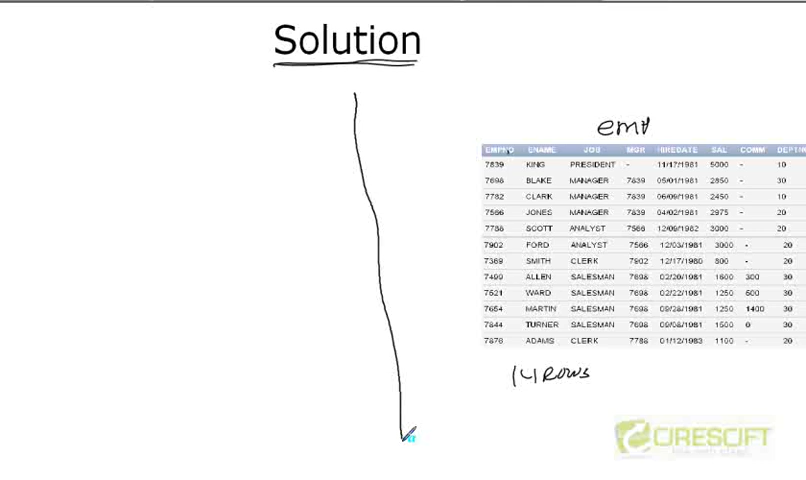 Solution
emp
EMPNO ENAME JOB MGR HIREDATE SAL COMM DEPTN
7839 KING PRESIDENT - 11/17/1981 5000 - 10
7698 BLAKE MANAGER 7839 05/01/1981 2850 - 30
7782 CLARK MANAGER 7839 06/09/1981 2450 - 10
7566 JONES MANAGER 7839 04/02/1981 2975 - 20
7788 SCOTT ANALYST 7566 12/09/1982 3000 - 20
7902 FORD ANALYST 7566 12/03/1981 3000 - 20
7369 SMITH CLERK 7902 12/17/1980 800 - 20
7499 ALLEN SALESMAN 7698 02/20/1981 1600 300 30
7521 WARD SALESMAN 7698 02/22/1981 1250 500 30
7654 MARTIN SALESMAN 7698 09/28/1981 1250 1400 30
7844 TURNER SALESMAN 7698 09/08/1981 1500 0 30
7876 ADAMS CLERK 7788 01/12/1983 1100 - 20
14 ROWS
CIRESCIFT